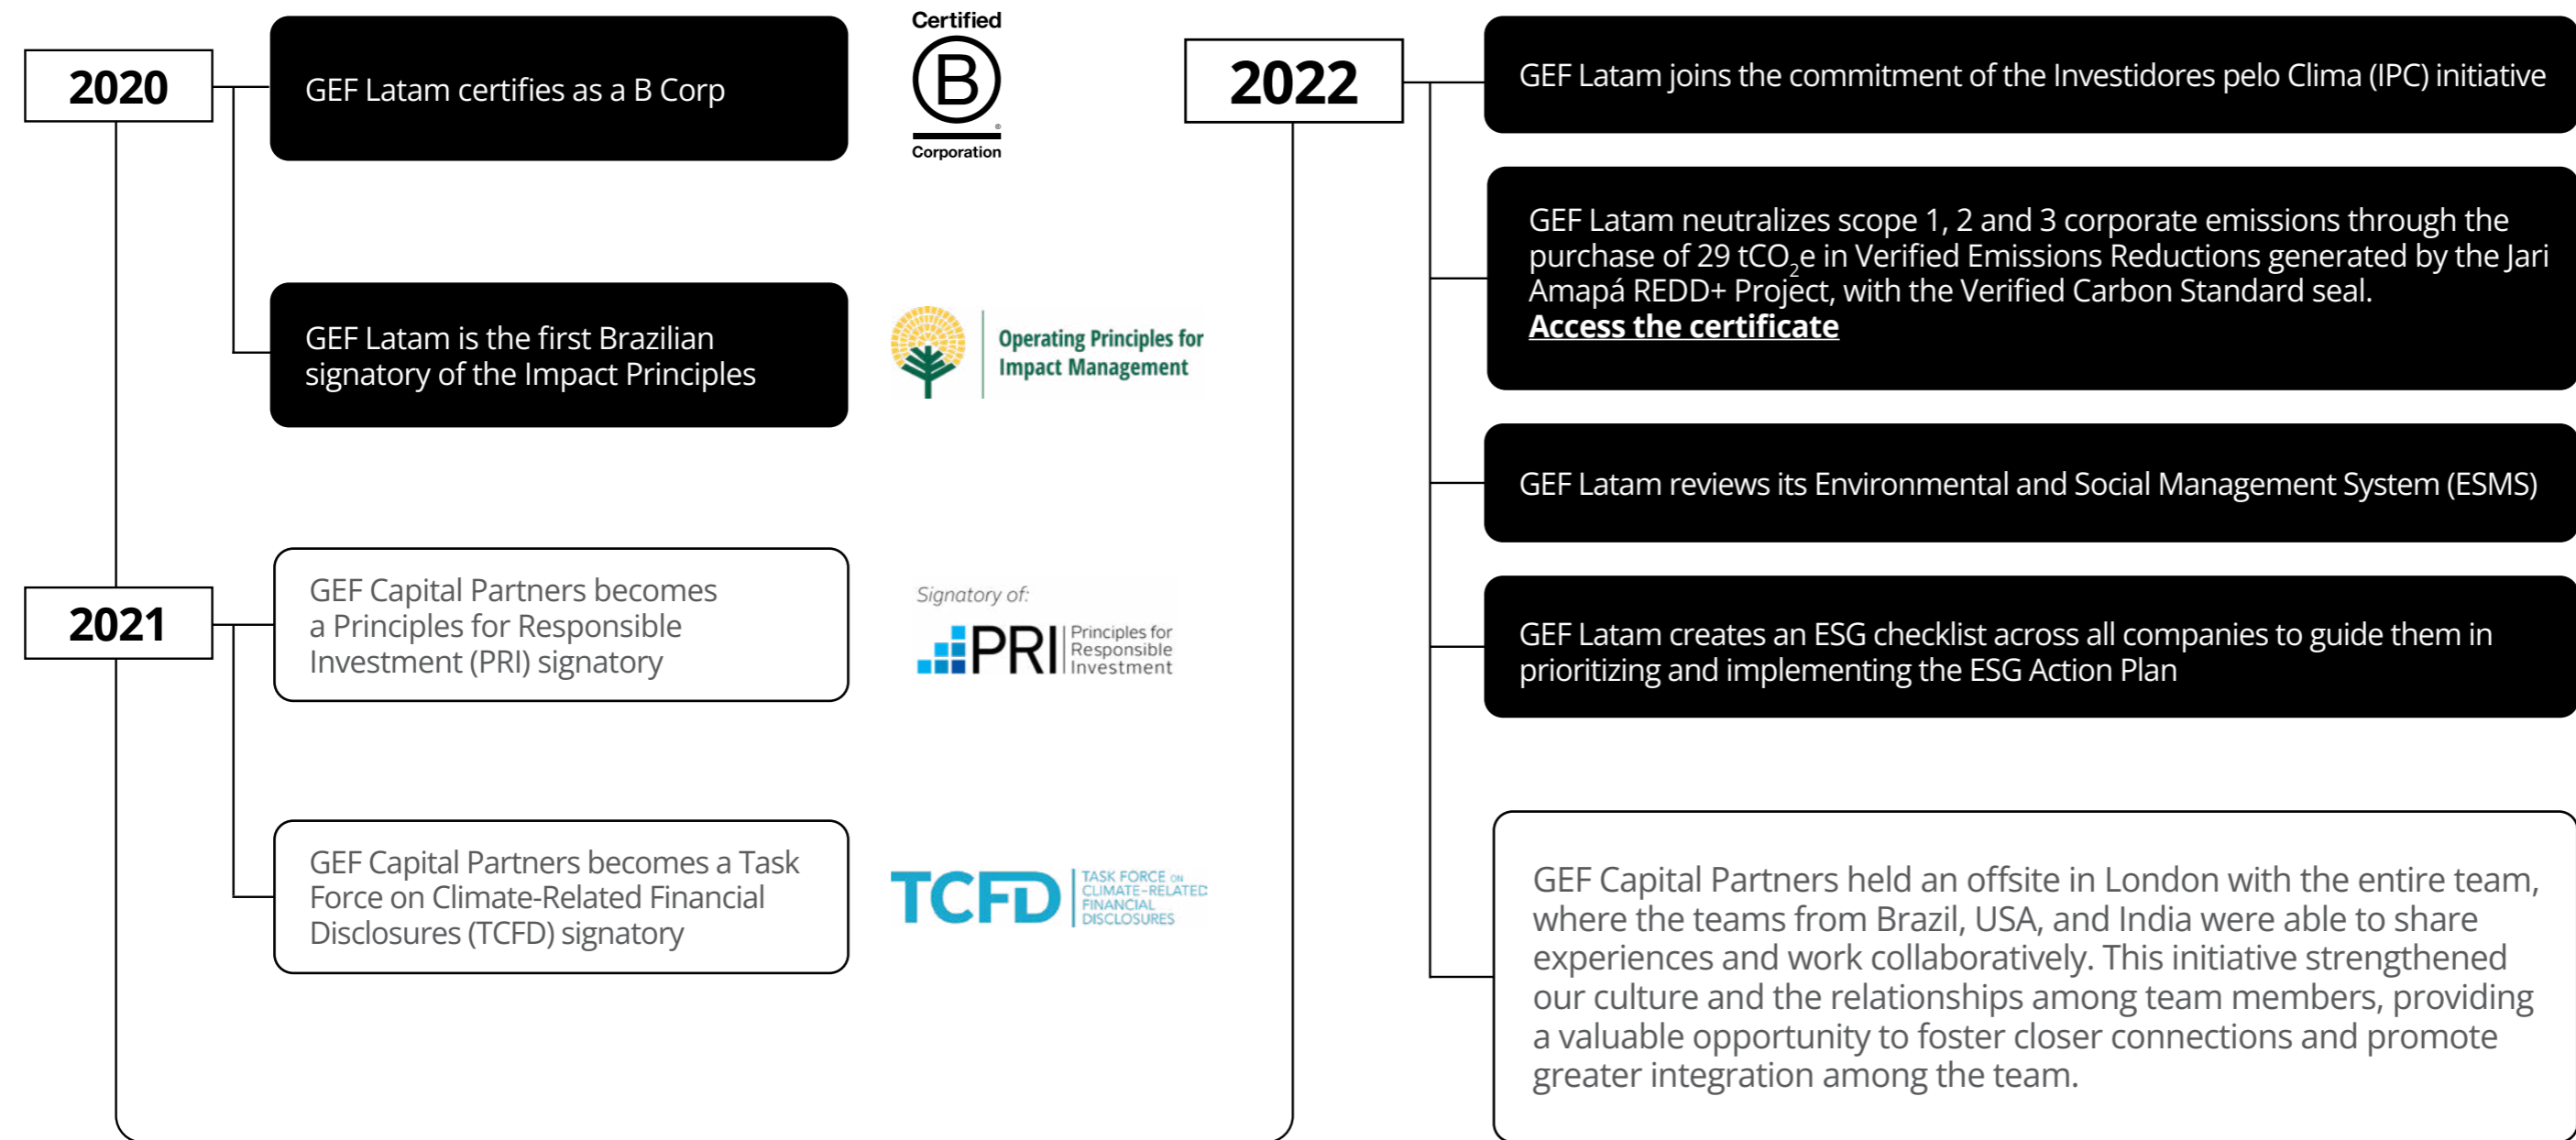 2020
GEF Latam certifies as a B Corp
Certified
B
®
Corporation
GEF Latam is the first Brazilian
signatory of the Impact Principles
Operating Principles for
Impact Management
2021
GEF Capital Partners becomes
a Principles for Responsible
Investment (PRI) signatory
Signatory of:
PRI
Principles for
Responsible
Investment
GEF Capital Partners becomes a Task
Force on Climate-Related Financial
Disclosures (TCFD) signatory
TCFD
TASK FORCE ON
CLIMATE-RELATED
FINANCIAL
DISCLOSURES
2022
GEF Latam joins the commitment of the Investidores pelo Clima (IPC) initiative
GEF Latam neutralizes scope 1, 2 and 3 corporate emissions through the
purchase of 29 tCO₂e in Verified Emissions Reductions generated by the Jari
Amapá REDD+ Project, with the Verified Carbon Standard seal.
Access the certificate
GEF Latam reviews its Environmental and Social Management System (ESMS)
GEF Latam creates an ESG checklist across all companies to guide them in
prioritizing and implementing the ESG Action Plan
GEF Capital Partners held an offsite in London with the entire team,
where the teams from Brazil, USA, and India were able to share
experiences and work collaboratively. This initiative strengthened
our culture and the relationships among team members, providing
a valuable opportunity to foster closer connections and promote
greater integration among the team.